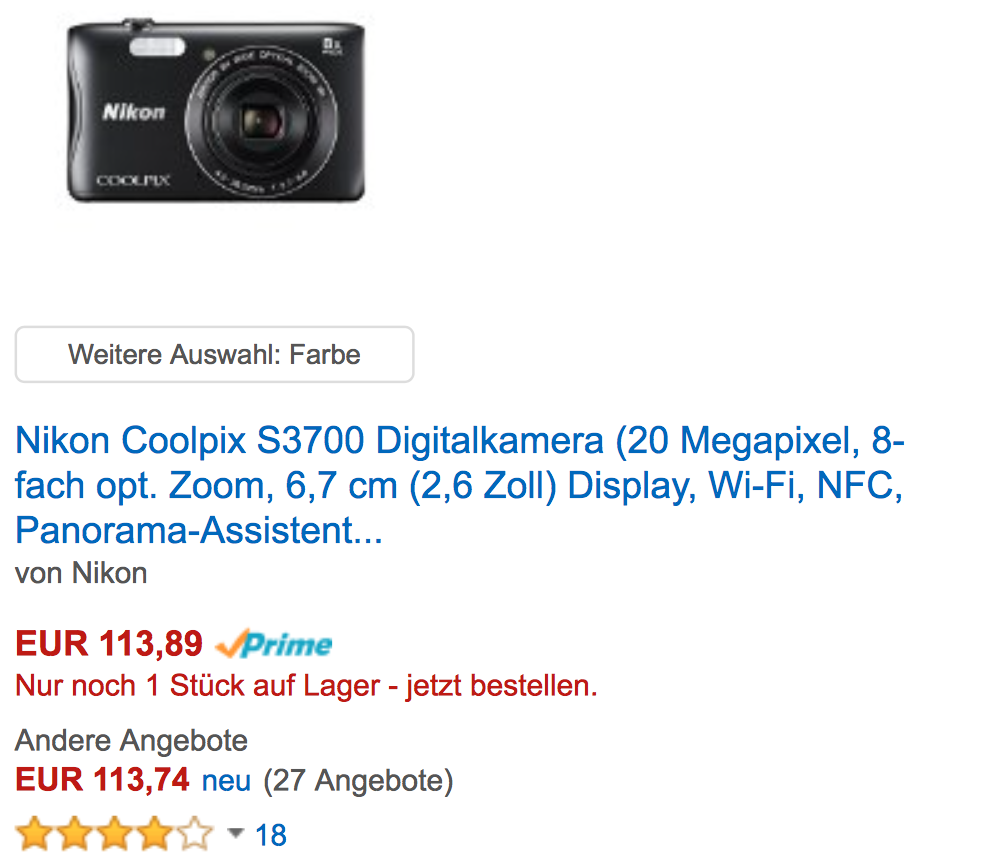 8x
Nikon
COOLPIX
Weitere Auswahl: Farbe
Nikon Coolpix S3700 Digitalkamera (20 Megapixel, 8-
fach opt. Zoom, 6,7 cm (2,6 Zoll) Display, Wi-Fi, NFC,
Panorama-Assistent...
von Nikon
EUR 113,89 Prime
Nur noch 1 Stück auf Lager - jetzt bestellen.
Andere Angebote
EUR 113,74 neu (27 Angebote)
18